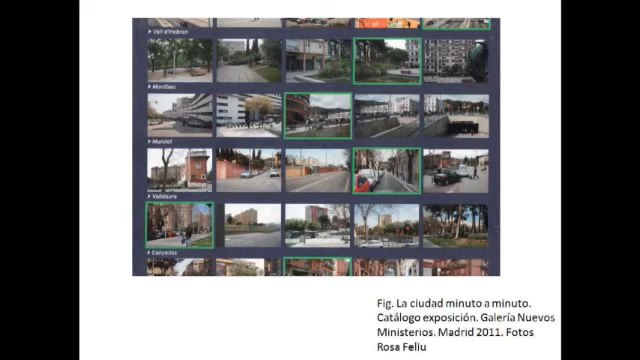 Vall d'Hebron
Montbau
Mundet
Valldaura
Canyelles
Fig. La ciudad minuto a minuto.
Catálogo exposición. Galería Nuevos
Ministerios. Madrid 2011. Fotos
Rosa Feliu